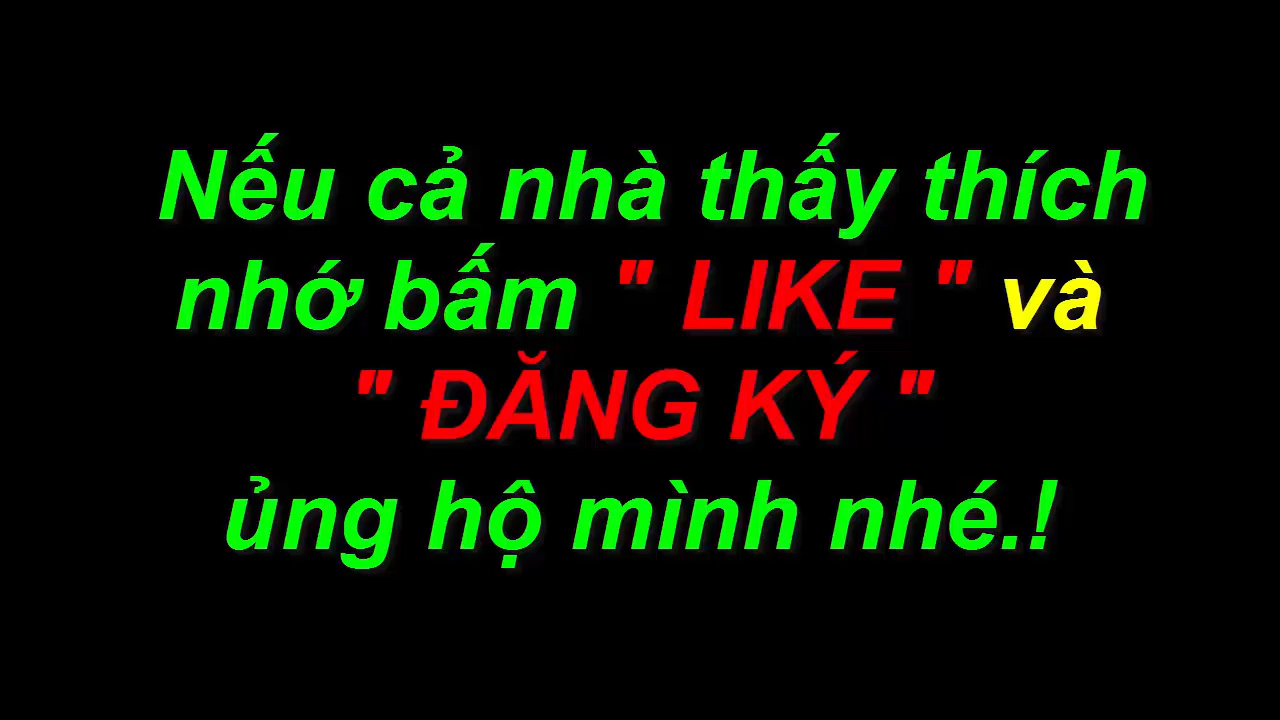 Nếu cả nhà thấy thích
nhớ bấm " LIKE " và
" ĐĂNG KÝ "
ủng hộ mình nhé.!